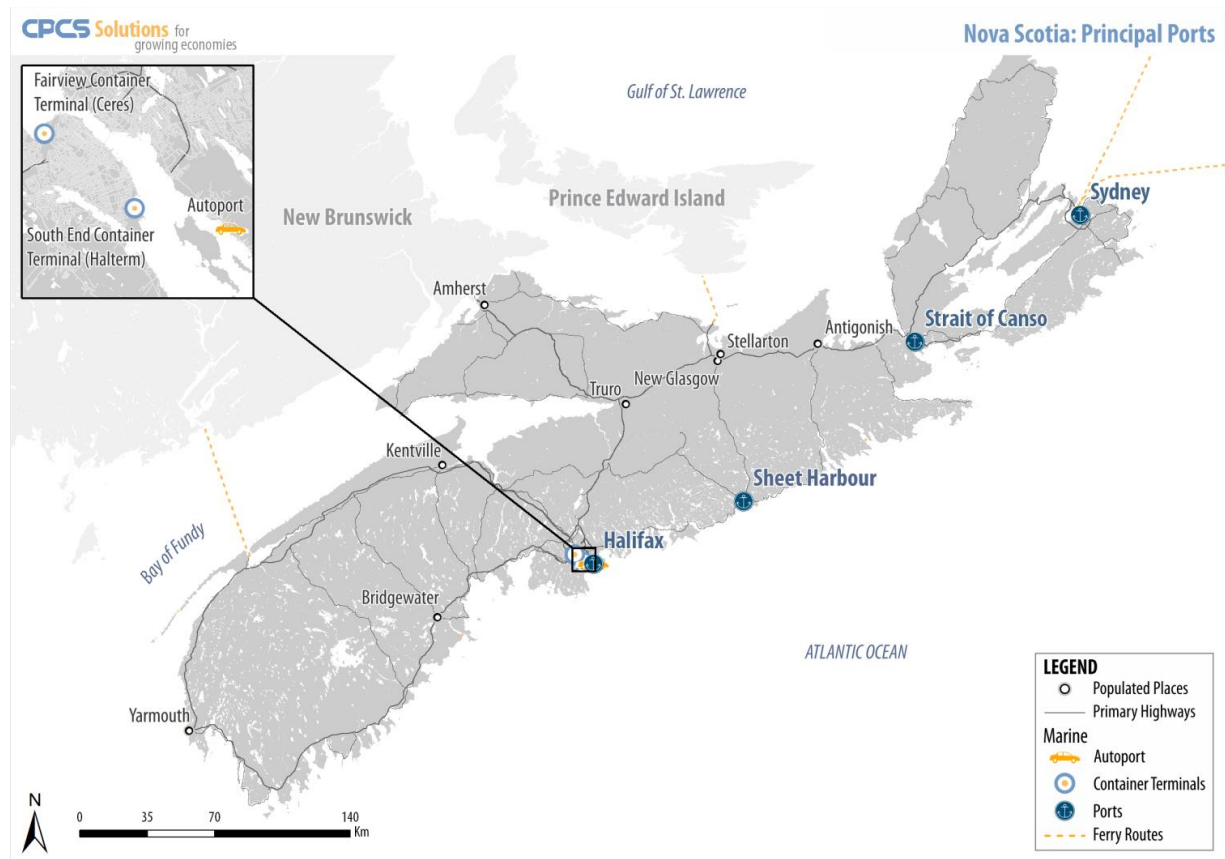 CPCS Solutions for
growing economies
Nova Scotia: Principal Ports
Fairview Container
Terminal (Ceres)
Autoport
South End Container
Terminal (Halterm)
Gulf of St. Lawrence
Prince Edward Island
New Brunswick
Sydney
Amherst
Strait of Canso
Antigonish
Stellarton
New Glasgow
Truro
Kentville
Sheet Harbour
Halifax
Bay of Fundy
Bridgewater
ATLANTIC OCEAN
Yarmouth
LEGEND
Populated Places
Primary Highways
Marine
Autoport
Container Terminals
Ports
Ferry Routes
N
0 35 70 140
Km